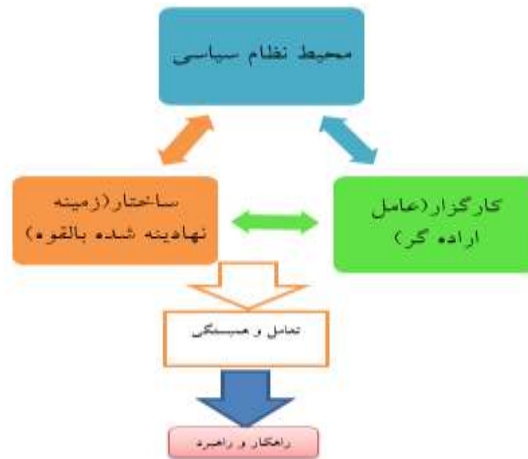 محیط نظام سیاسی
ساختار(زمینه
نهادینه شده بالقوه)
کارگزار(عامل
اراده گر)
تعامل و همبستگی
راهکار و راهبرد